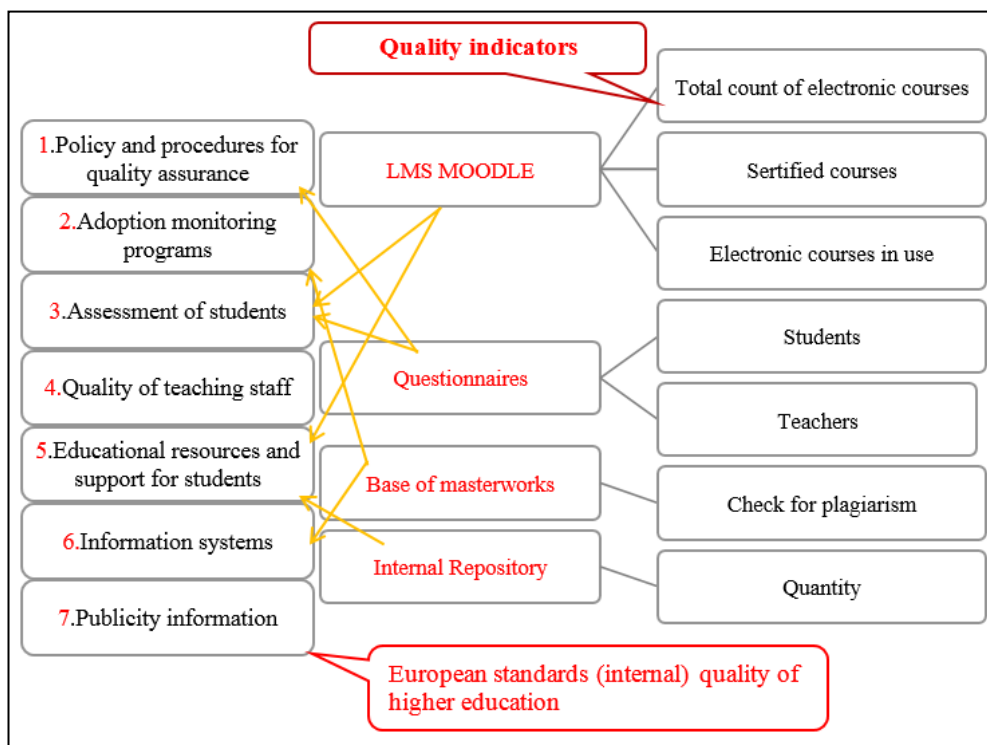 Quality indicators
1.Policy and procedures for
quality assurance
2.Adoption monitoring
programs
3.Assessment of students
4.Quality of teaching staff
5.Educational resources and
support for students
6.Information systems
7.Publicity information
LMS MOODLE
Questionnaires
Base of masterworks
Internal Repository
Total count of electronic courses
Sertified courses
Electronic courses in use
Students
Teachers
Check for plagiarism
Quantity
European standards (internal) quality of
higher education